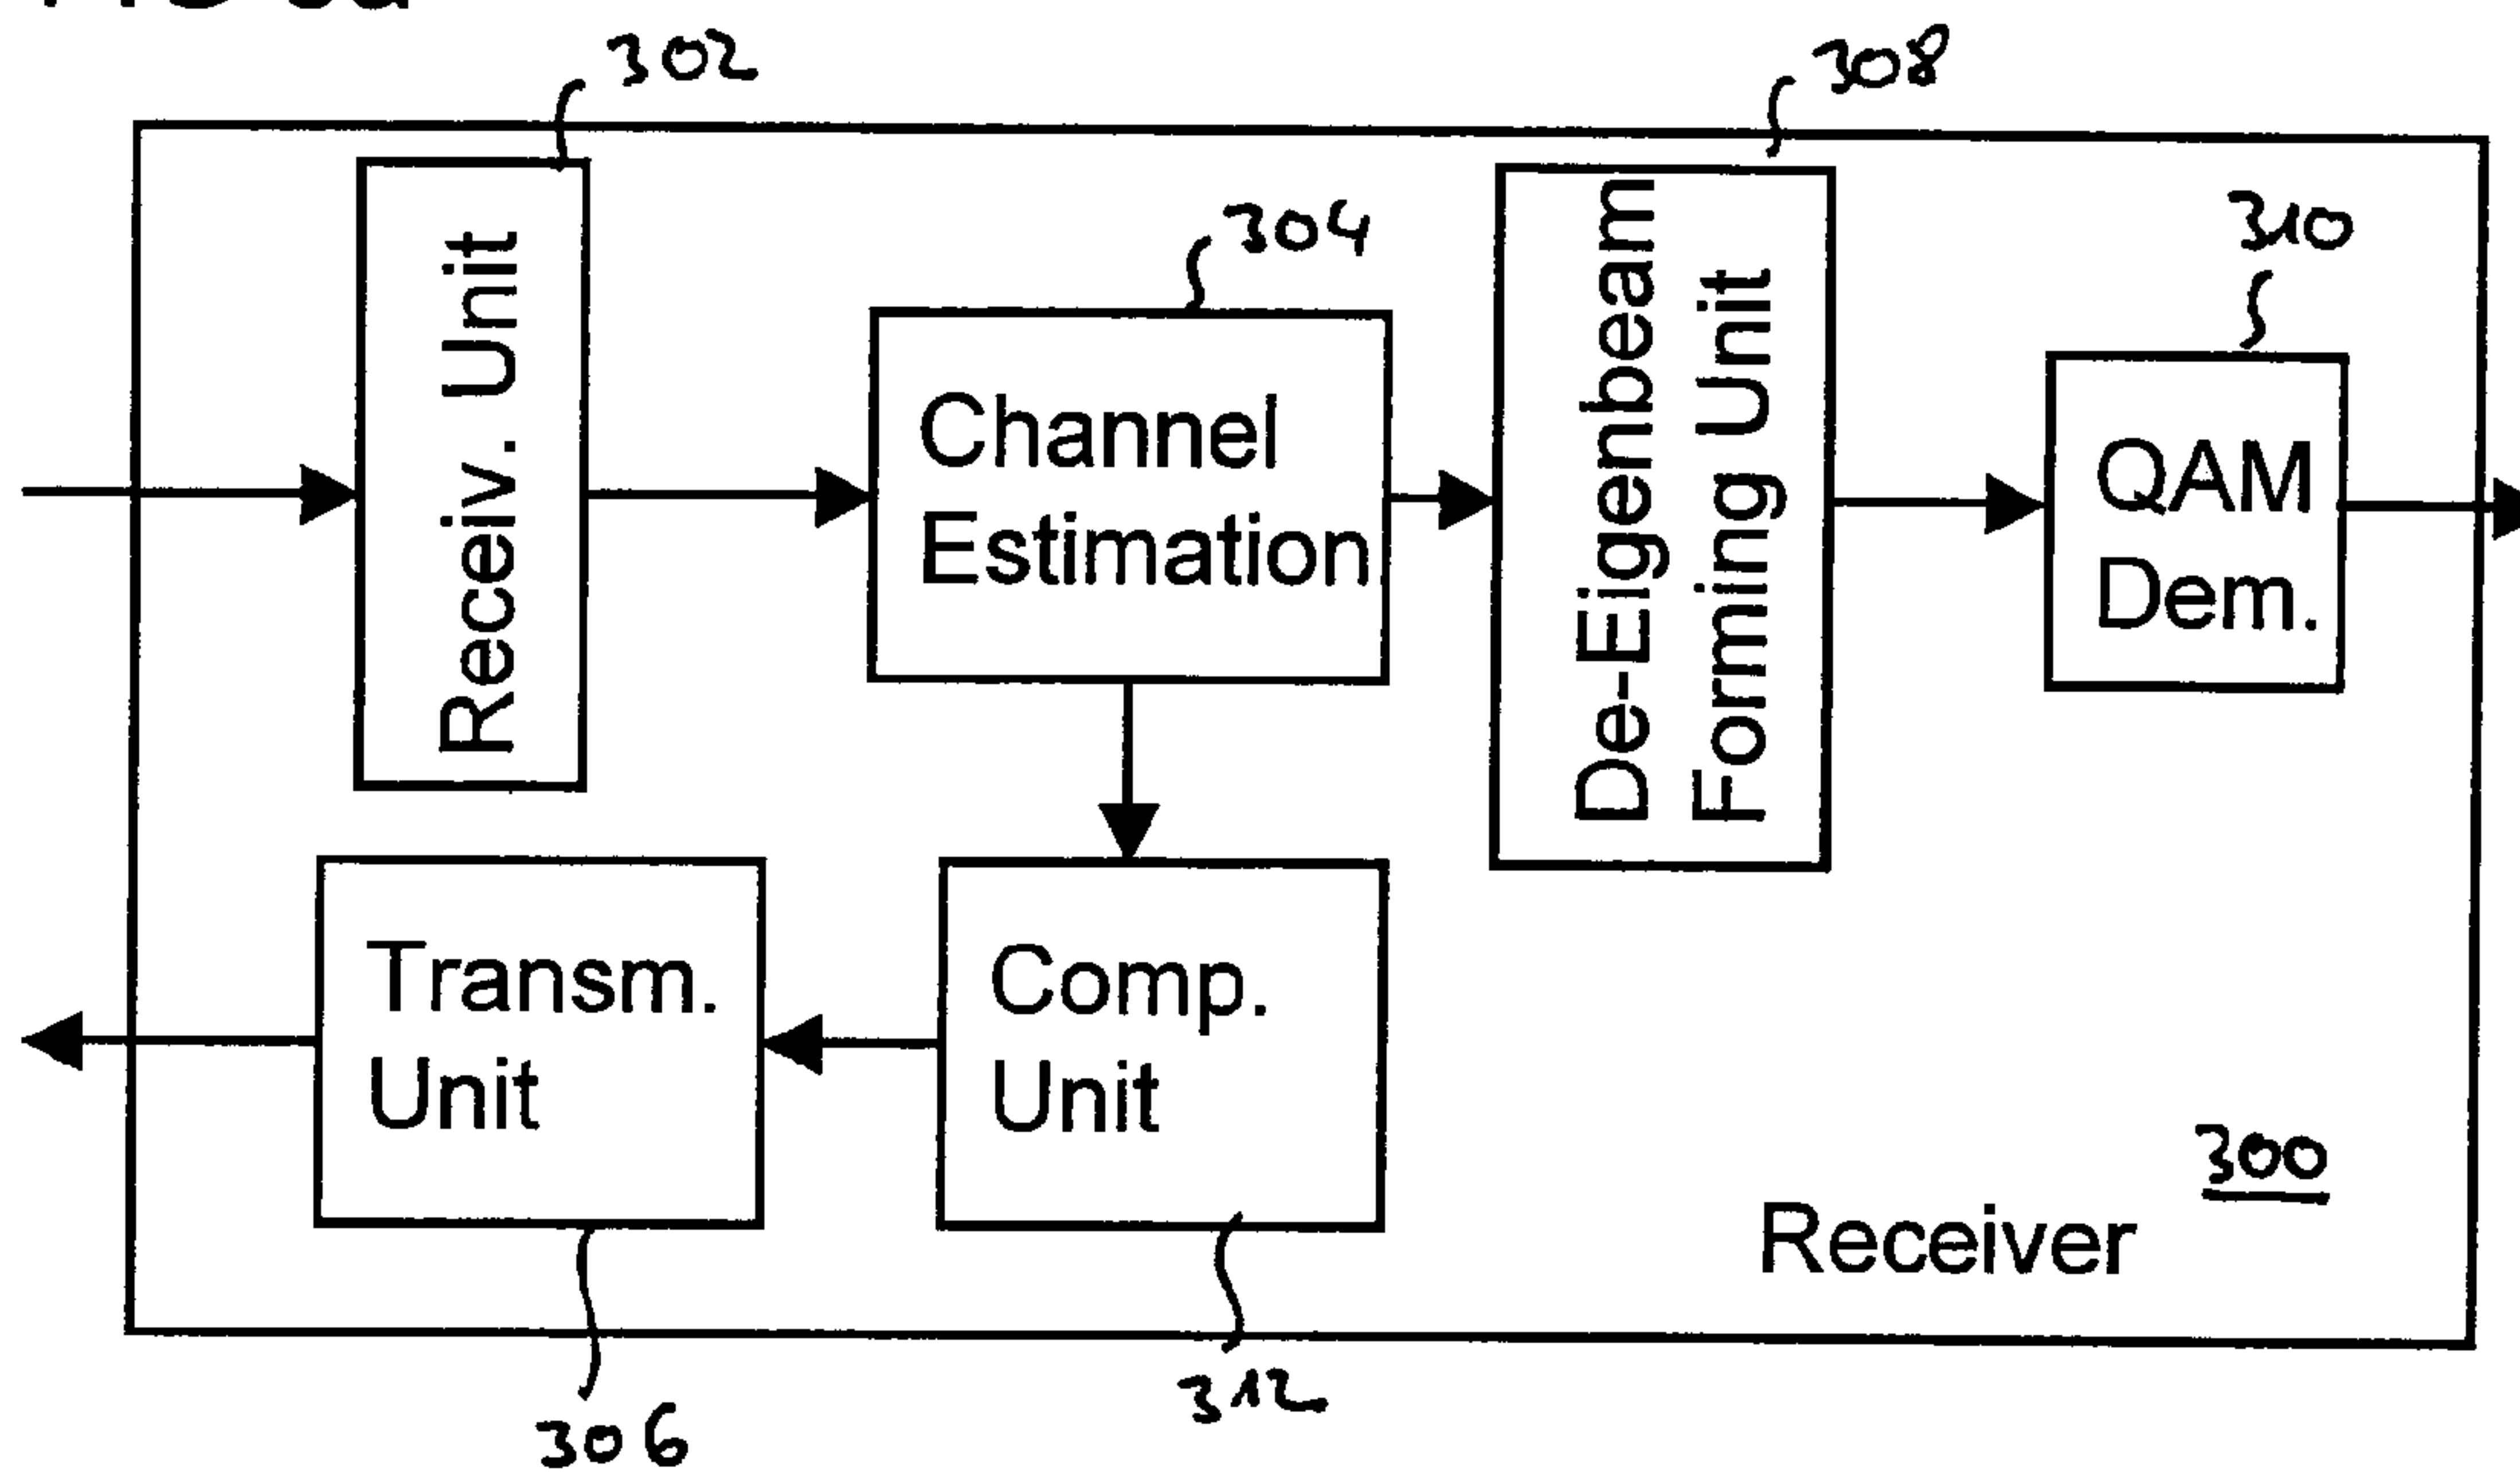 302
308
Receiv. Unit
304
Channel
Estimation
De-Eigenbeam
Forming Unit
310
QAM
Dem.
Transm.
Unit
Comp.
Unit
300
Receiver
306
312